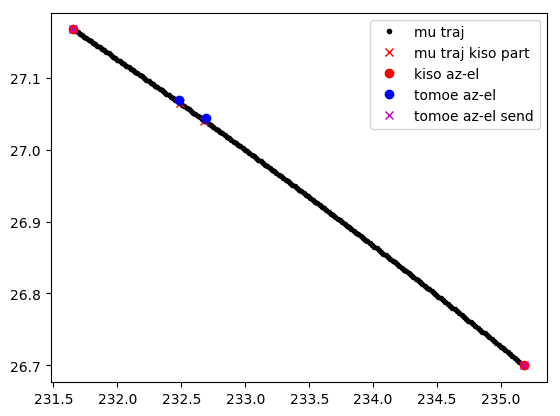 mu traj
mu traj kiso part
kiso az-el
tomoe az-el
tomoe az-el send
27.1
27.0
26.9
26.8
26.7
231.5 232.0 232.5 233.0 233.5 234.0 234.5 235.0